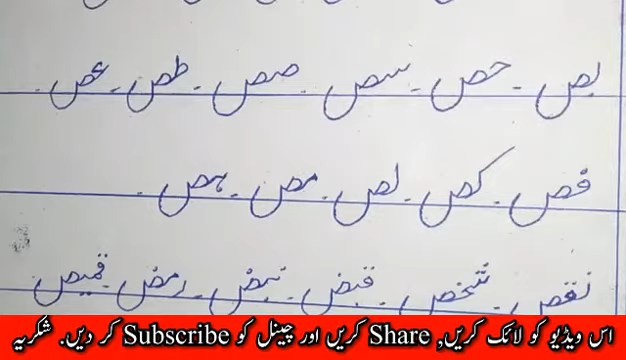 بص ۔ حص ۔ سص ۔ صص ۔ طص ۔ عص ۔
فص ۔ کص ۔ لص ۔ مص ۔ ہص ۔
نقص ۔ شخص ۔ قبض ۔ نبض ۔ رمض ۔ قمیص
اس ویڈیو کو لائک کریں, Share کریں اور چینل کو Subscribe کر دیں۔ شکریہ